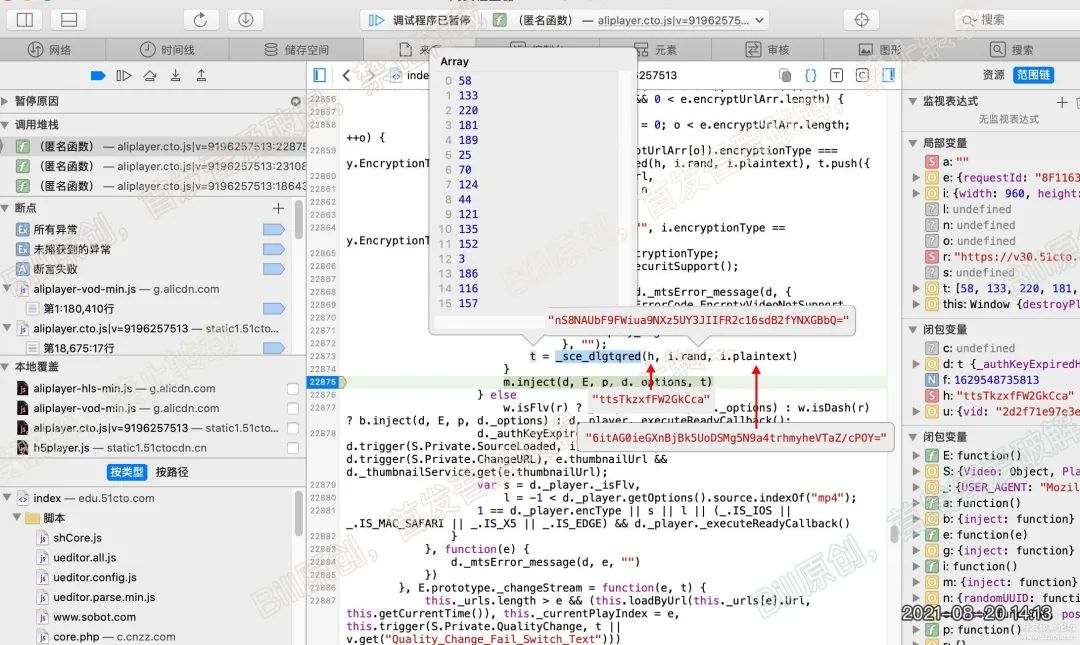 调试程序已暂停
(匿名函数) — aliplayer.cto.js|v=91962575...
搜索
网络
时间线
储存空间
元素
审核
图形
搜索
暂停原因
调用堆栈
(匿名函数) — aliplayer.cto.js|v=9196257513:22875
(匿名函数) — aliplayer.cto.js|v=9196257513:23108
(匿名函数) — aliplayer.cto.js|v=9196257513:18643
断点
所有异常
未捕获到的异常
断言失败
aliplayer-vod-min.js — g.alicdn.com
第1:180,410行
aliplayer.cto.js|v=9196257513 — static1.51cto...
第18,675:17行
本地覆盖
aliplayer-hls-min.js — g.alicdn.com
aliplayer-vod-min.js — g.alicdn.com
aliplayer.cto.js|v=9196257513 — static1.51cto...
h5player.js — static1.51ctocdn.cn
按类型
按路径
index — edu.51cto.com
脚本
shCore.js
ueditor.all.js
ueditor.config.js
ueditor.parse.min.js
www.sobot.com
core.php — c.cnzz.com
Array
0 58
1 133
2 220
3 181
4 189
5 25
6 70
7 124
8 44
9 121
10 135
11 152
12 3
13 186
14 116
15 157
inde
257513
22856
&& 0 < e.encryptUrlArr.length) {
22857
22858
= 0; o < e.encryptUrlArr.length;
++o) {
22859
ptUrlArr[o]).encryptionType ===
y.EncryptionT
ed(h, i.rand, i.plaintext), t.push({
22860
rl,
22861
n
22862
22863
22864
"", i.encryptionType ==
y.EncryptionT
22865
cryptionType;
22866
ecuritSupport();
22867
22868
d._mtsError_message(d, {
22869
ErrorCode.EncrptyVideoNotSupport
22870
22871
"nS8NAUbF9FWiua9NXz5UY3JIIFR2c16sdB2fYNXGBbQ="
22872
}, "");
22873
t = _sce_dlgtqred(h, i.rand, i.plaintext)
22874
}
22875
m.inject(d, E, p, d._options, t)
22876
} else
"ttsTkzxfFW2GkCca"
22877
w.isFlv(r) ?
._options) : w.isDash(r)
? b.inject(d, E, p, d._options) : d._player._executeReadyCallback();
22878
d._authKeyExpire
"6itAG0ieGXnBjBk5UoDSMg5N9a4trhmyheVTaZ/cPOY="
d.trigger(S.Private.SourceLoaded, i
d.trigger(S.Private.ChangeURL), e.thumbnailUrl &&
d._thumbnailService.get(e.thumbnailUrl);
22879
var s = d._player._isFlv,
22880
l = -1 < d._player.getOptions().source.indexOf("mp4");
22881
1 == d._player.encType || s || l || (_.IS_IOS ||
_.IS_MAC_SAFARI || _.IS_X5 || _.IS_EDGE) && d._player._executeReadyCallback()
22882
}
22883
}, function(e) {
22884
d._mtsError_message(d, e, "")
22885
})
22886
}, E.prototype._changeStream = function(e, t) {
22887
this._urls.length > e && (this.loadByUrl(this._urls[e].Url,
this.getCurrentTime()), this._currentPlayIndex = e,
this.trigger(S.Private.QualityChange, t ||
v.get("Quality_Change_Fail_Switch_Text")))
资源
范围链
监视表达式
无监视表达式
局部变量
a: ""
e: {requestId: "8F1163
i: {width: 960, height:
l: undefined
n: undefined
o: undefined
r: "https://v30.51cto.
s: undefined
t: [58, 133, 220, 181,
this: Window {destroyPl
闭包变量
c: undefined
d: t {_authKeyExpiredH
f: 1629548735813
h: "ttsTkzxfFW2GkCca"
u: {vid: "2d2f71e97e3e
闭包变量
E: function()
S: {Video: Object, Pla
_: {USER_AGENT: "Mozil
a: function()
b: {inject: function}
e: function(e)
g: {inject: function}
i: function()
m: {inject: function}
n: {randomUUID: functio
p: function()
2021-08-20 14:13